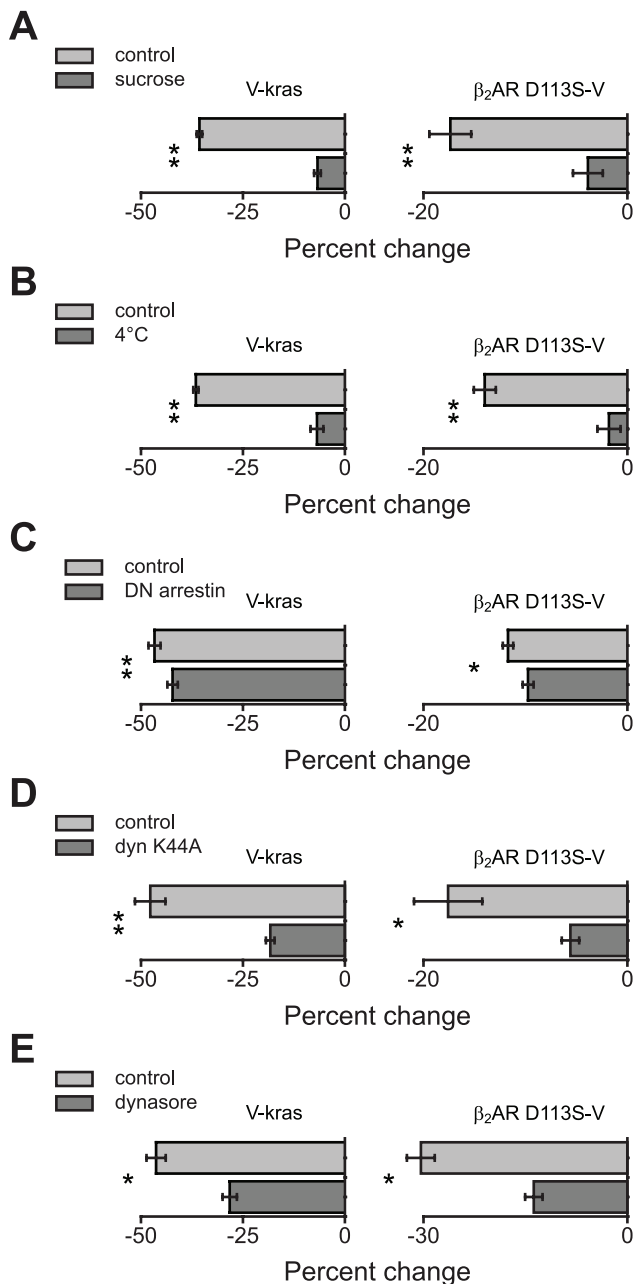 A
control
sucrose
V-kras
β₂AR D113S-V
**
**
-50
-25
0
-20
0
Percent change
B
control
4°C
V-kras
β₂AR D113S-V
**
**
-50
-25
0
-20
0
Percent change
C
control
DN arrestin
V-kras
β₂AR D113S-V
**
*
-50
-25
0
-20
0
Percent change
D
control
dyn K44A
V-kras
β₂AR D113S-V
**
*
-50
-25
0
-20
0
Percent change
E
control
dynasore
V-kras
β₂AR D113S-V
*
*
-50
-25
0
-30
0
Percent change